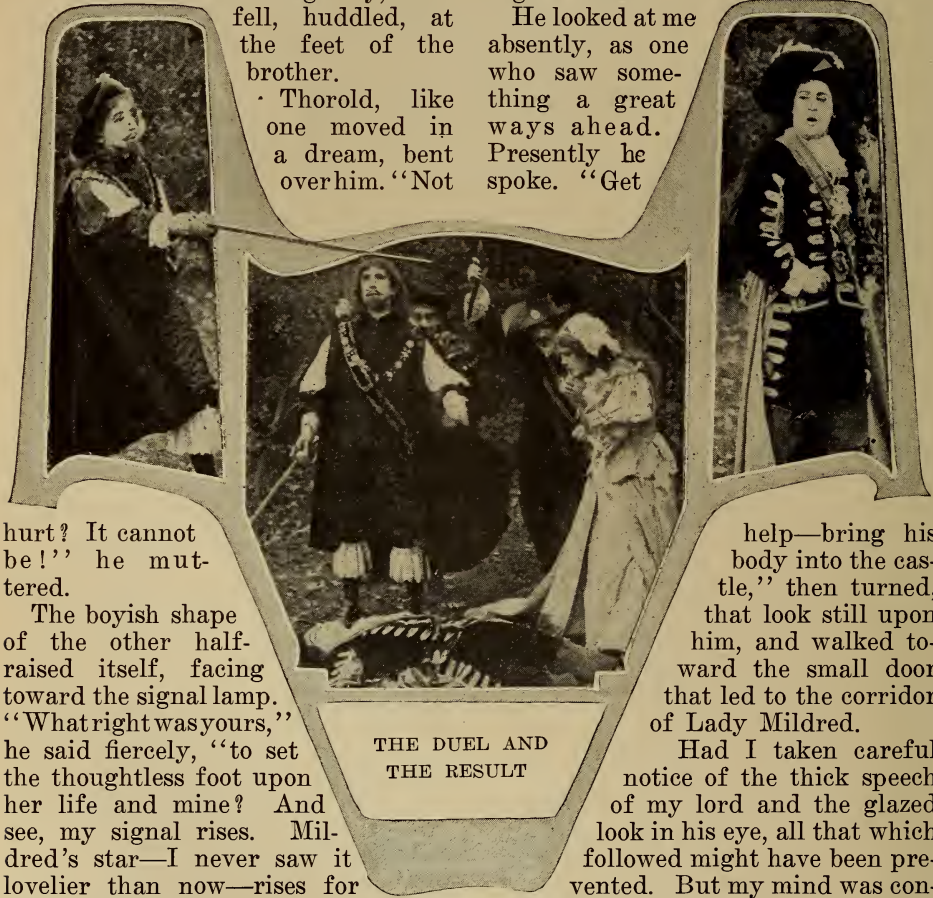 fell, huddled, at
the feet of the
brother.
Thorold, like
one moved in
a dream, bent
over him. “Not
hurt? It cannot
be!” he mut-
tered.
The boyish shape
of the other half-
raised itself, facing
toward the signal lamp.
“What right was yours,”
he said fiercely, “to set
the thoughtless foot upon
her life and mine? And
see, my signal rises. Mil-
dred’s star—I never saw it
lovelier than now—rises for
He looked at me
absently, as one
who saw some-
thing a great
ways ahead.
Presently he
spoke. “Get
help—bring his
body into the cas-
tle,” then turned,
that look still upon
him, and walked to-
ward the small door
that led to the corridor
of Lady Mildred.
Had I taken careful
notice of the thick speech
of my lord and the glazed
look in his eye, all that which
followed might have been pre-
vented. But my mind was con-
THE DUEL AND
THE RESULT